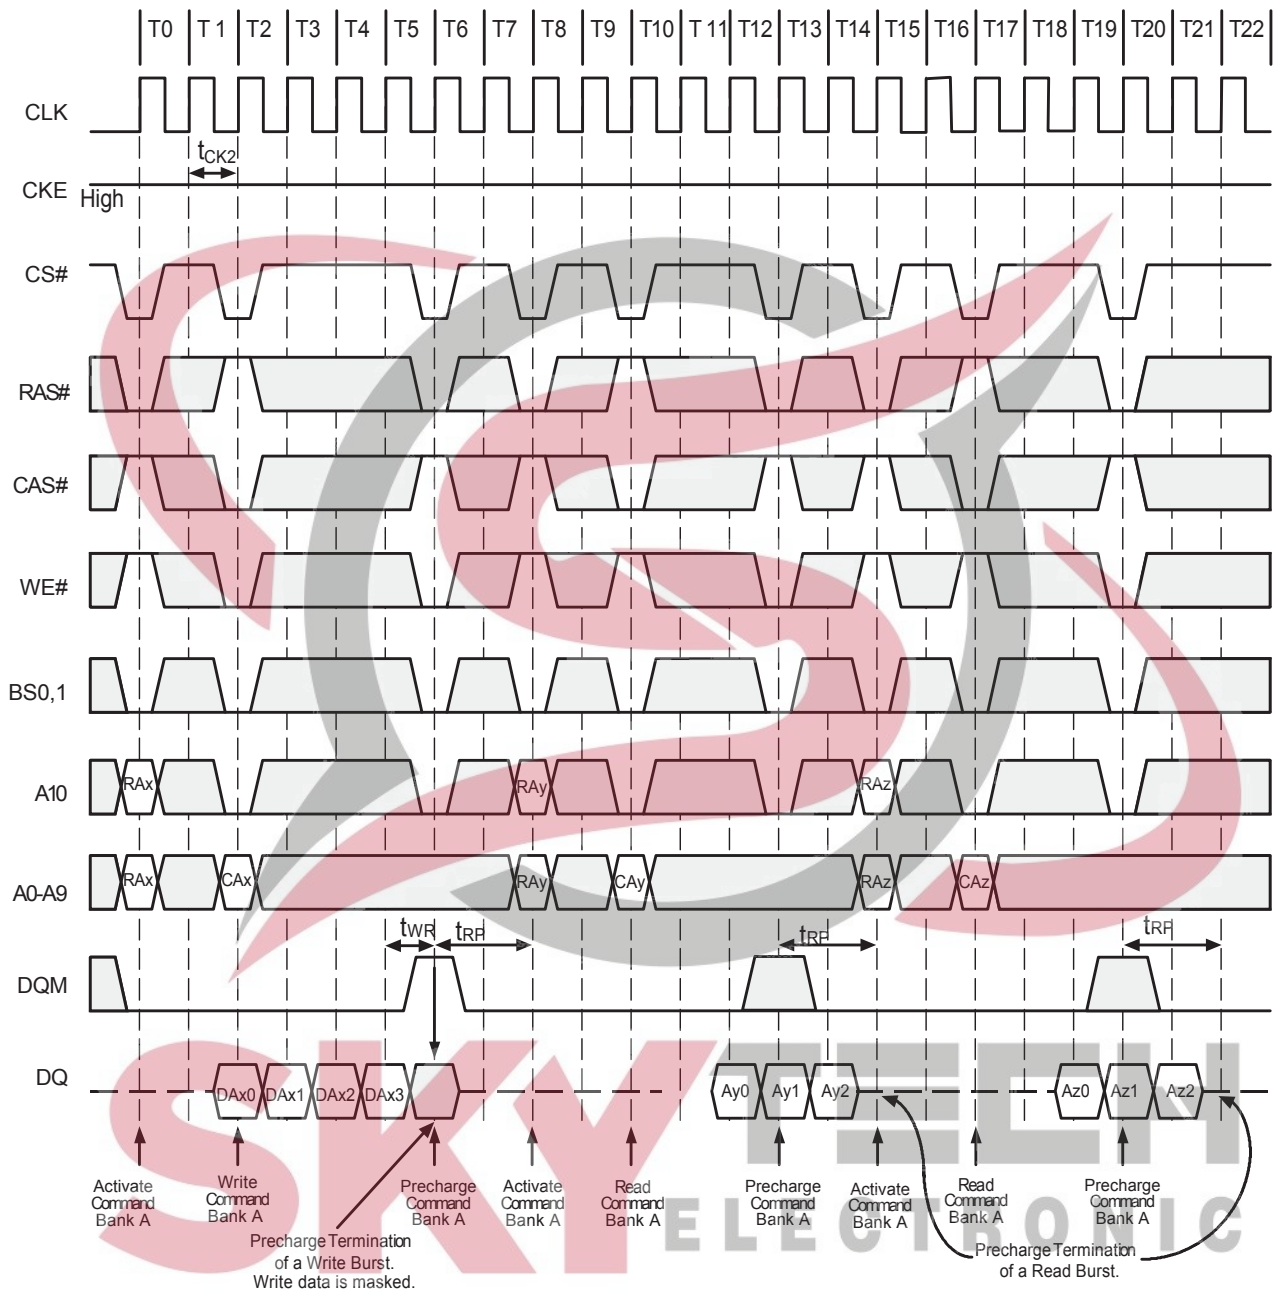 T0 T 1 T2 T3 T4 T5 T6 T7 T8 T9 T10 T 11 T12 T13 T14 T15 T16 T17 T18 T19 T20 T21 T22
CLK
tCK2
CKE
High
CS#
RAS#
CAS#
WE#
BS0,1
A10 RAx RAy RAz
A0-A9 RAx CAx RAy CAy RAz CAz
tWR tRP tRP tRP
DQM
DQ DAx0 DAx1 DAx2 DAx3 Ay0 Ay1 Ay2 Az0 Az1 Az2
Activate Command Bank A
Write Command Bank A
Precharge Command Bank A
Activate Command Bank A
Read Command Bank A
Precharge Command Bank A
Activate Command Bank A
Read Command Bank A
Precharge Command Bank A
Precharge Termination
of a Write Burst.
Write data is masked.
Precharge Termination
of a Read Burst.
SKYTECH
ELECTRONIC